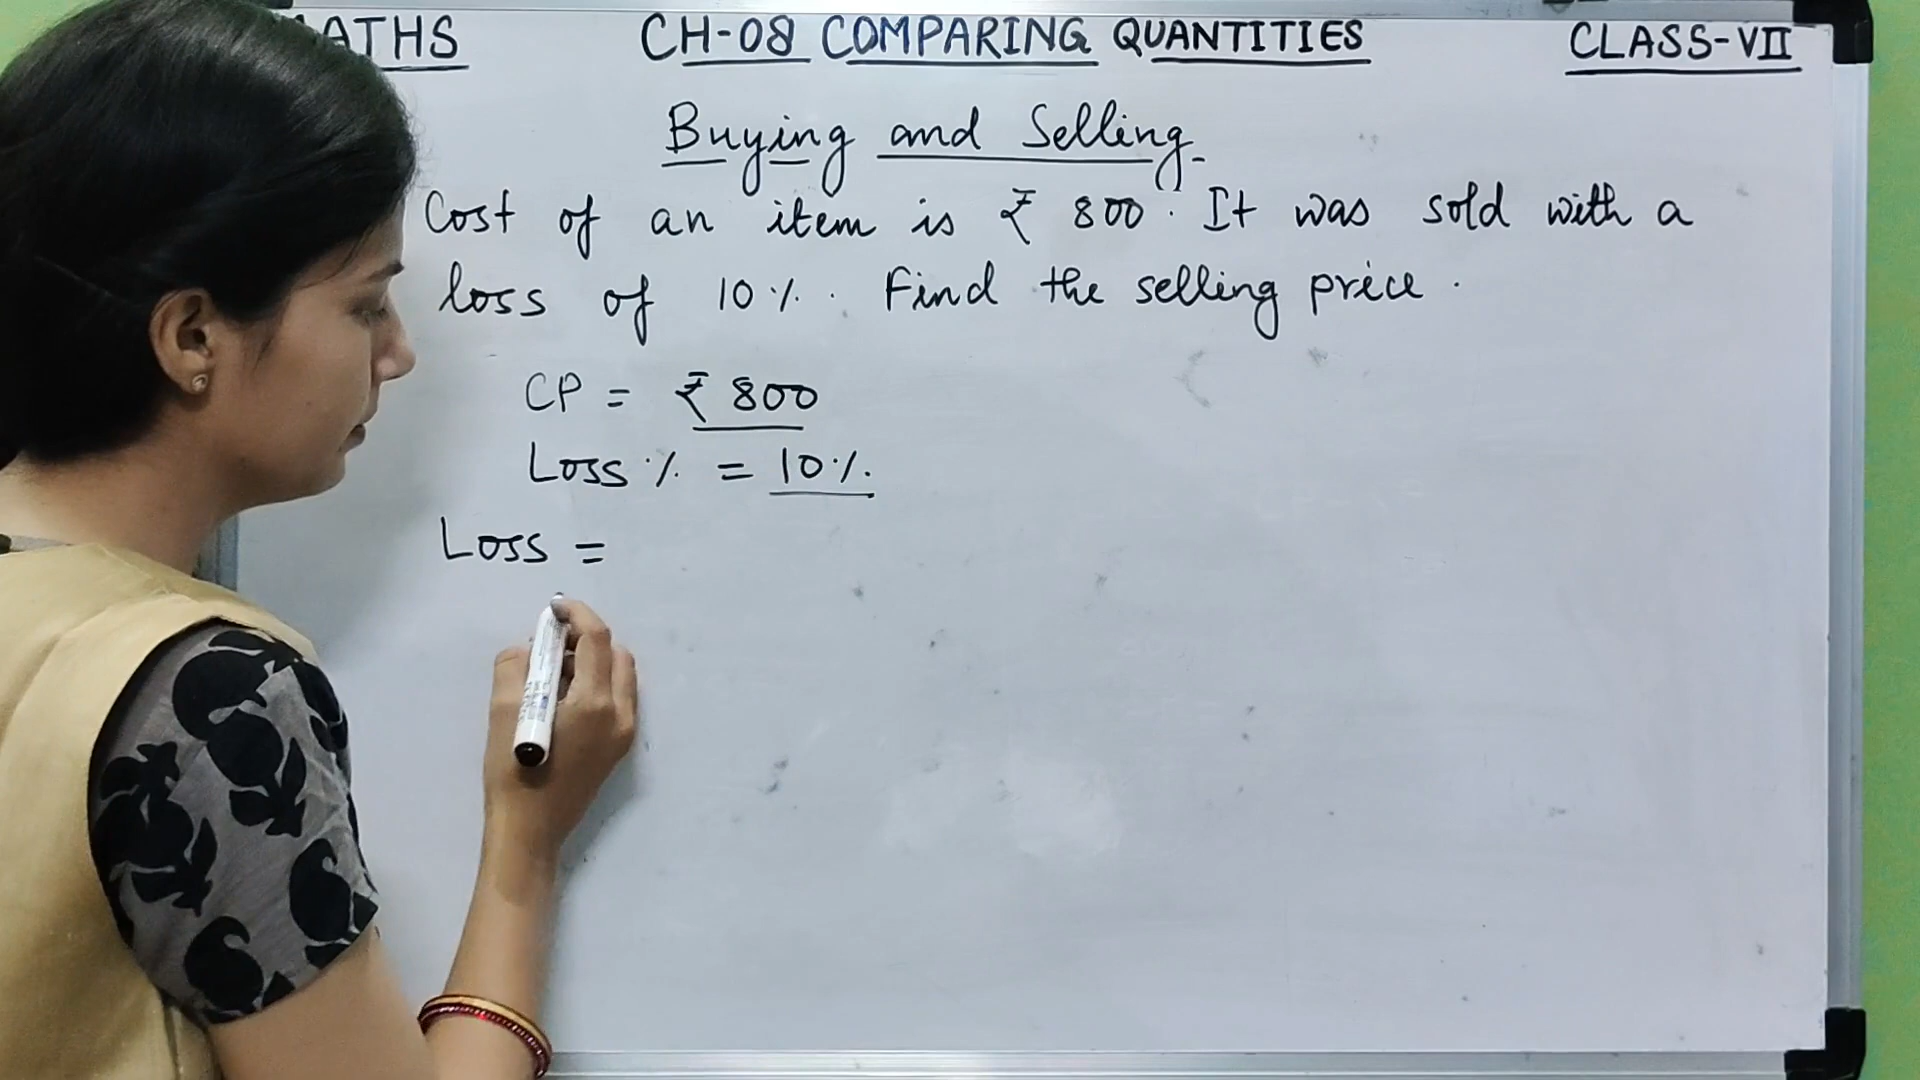 ATHS CH-08 COMPARING QUANTITIES CLASS-VII
Buying and Selling
Cost of an item is ₹ 800. It was sold with a
loss of 10%. Find the selling price.
CP = ₹ 800
Loss % = 10%
Loss =